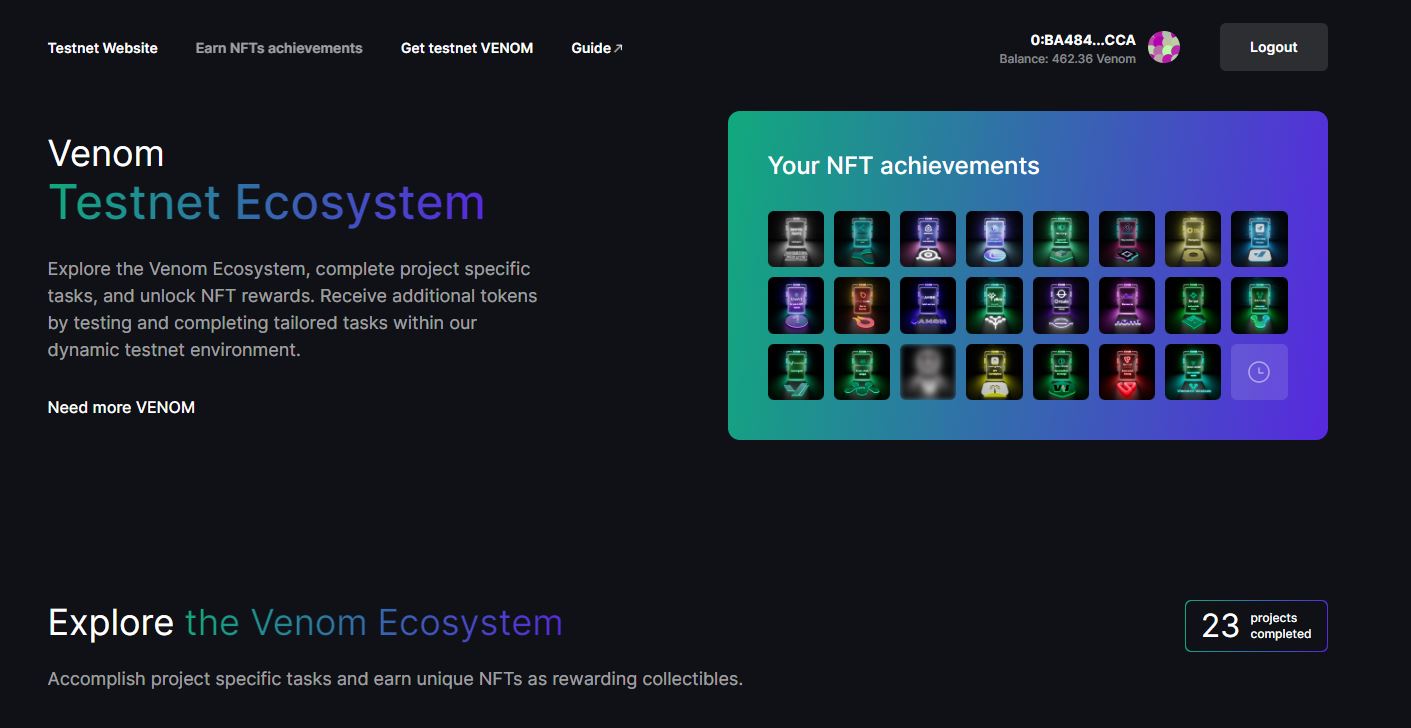 Testnet Website
Earn NFTs achievements
Get testnet VENOM
Guide
0:BA484...CCA
Balance: 462.36 Venom
Logout
Venom
Testnet Ecosystem
Explore the Venom Ecosystem, complete project specific
tasks, and unlock NFT rewards. Receive additional tokens
by testing and completing tailored tasks within our
dynamic testnet environment.
Need more VENOM
Your NFT achievements
Explore the Venom Ecosystem
23 projects
completed
Accomplish project specific tasks and earn unique NFTs as rewarding collectibles.